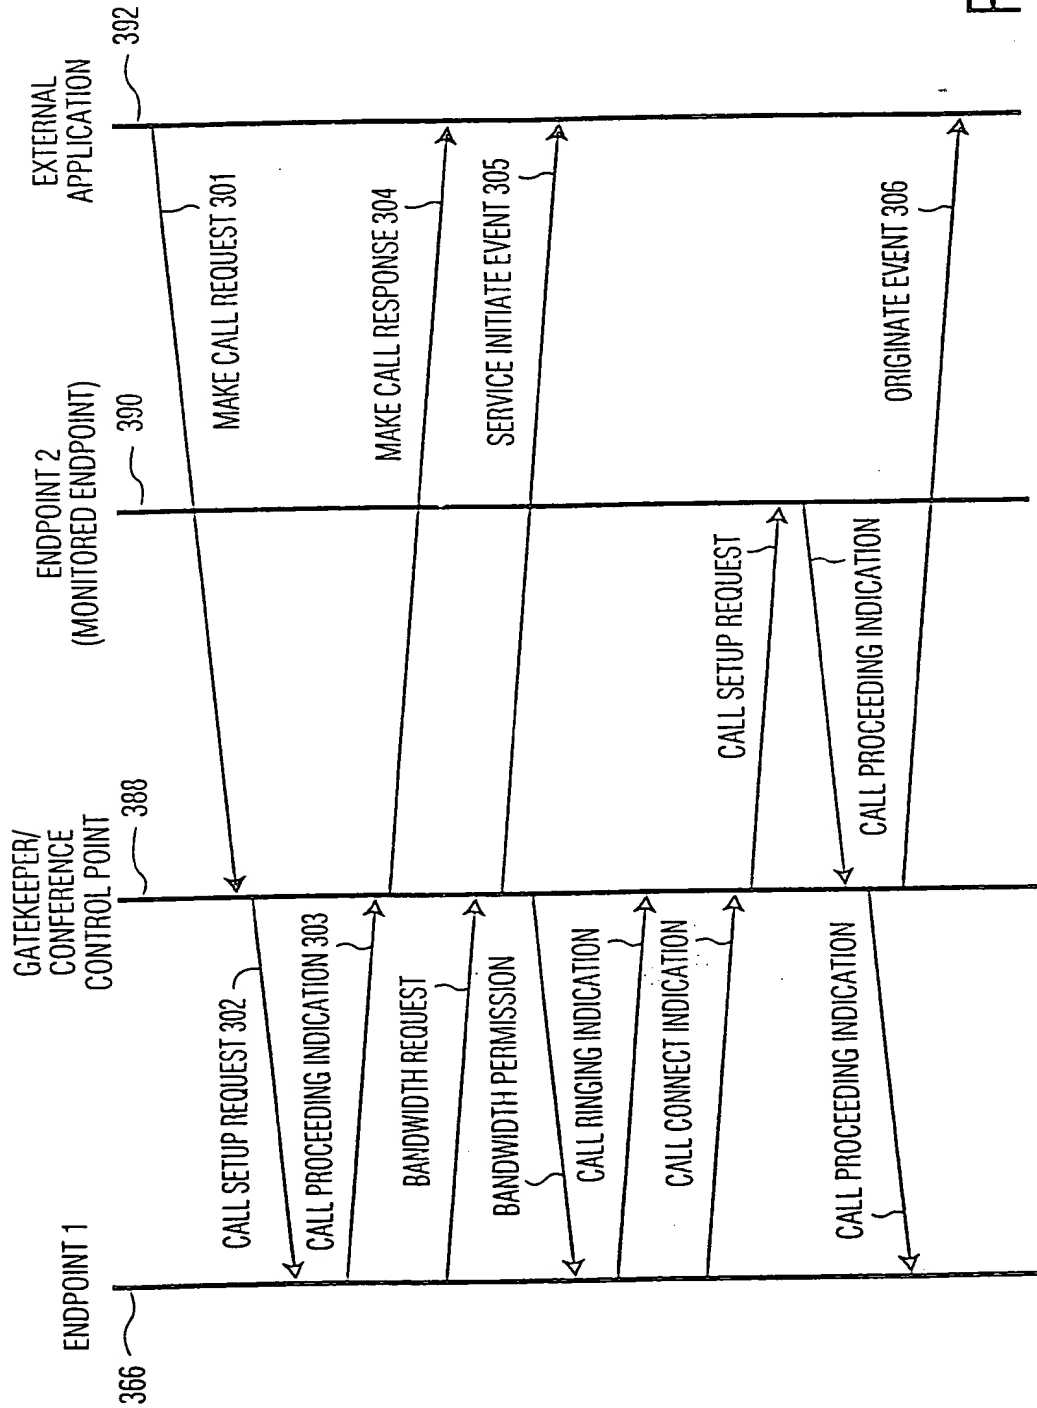 ENDPOINT 1
366
GATEKEEPER/
CONFERENCE
CONTROL POINT
388
ENDPOINT 2
(MONITORED ENDPOINT)
390
EXTERNAL
APPLICATION
392
MAKE CALL REQUEST 301
CALL SETUP REQUEST 302
CALL PROCEEDING INDICATION 303
MAKE CALL RESPONSE 304
BANDWIDTH REQUEST
SERVICE INITIATE EVENT 305
BANDWIDTH PERMISSION
CALL RINGING INDICATION
CALL CONNECT INDICATION
CALL SETUP REQUEST
CALL PROCEEDING INDICATION
CALL PROCEEDING INDICATION
ORIGINATE EVENT 306